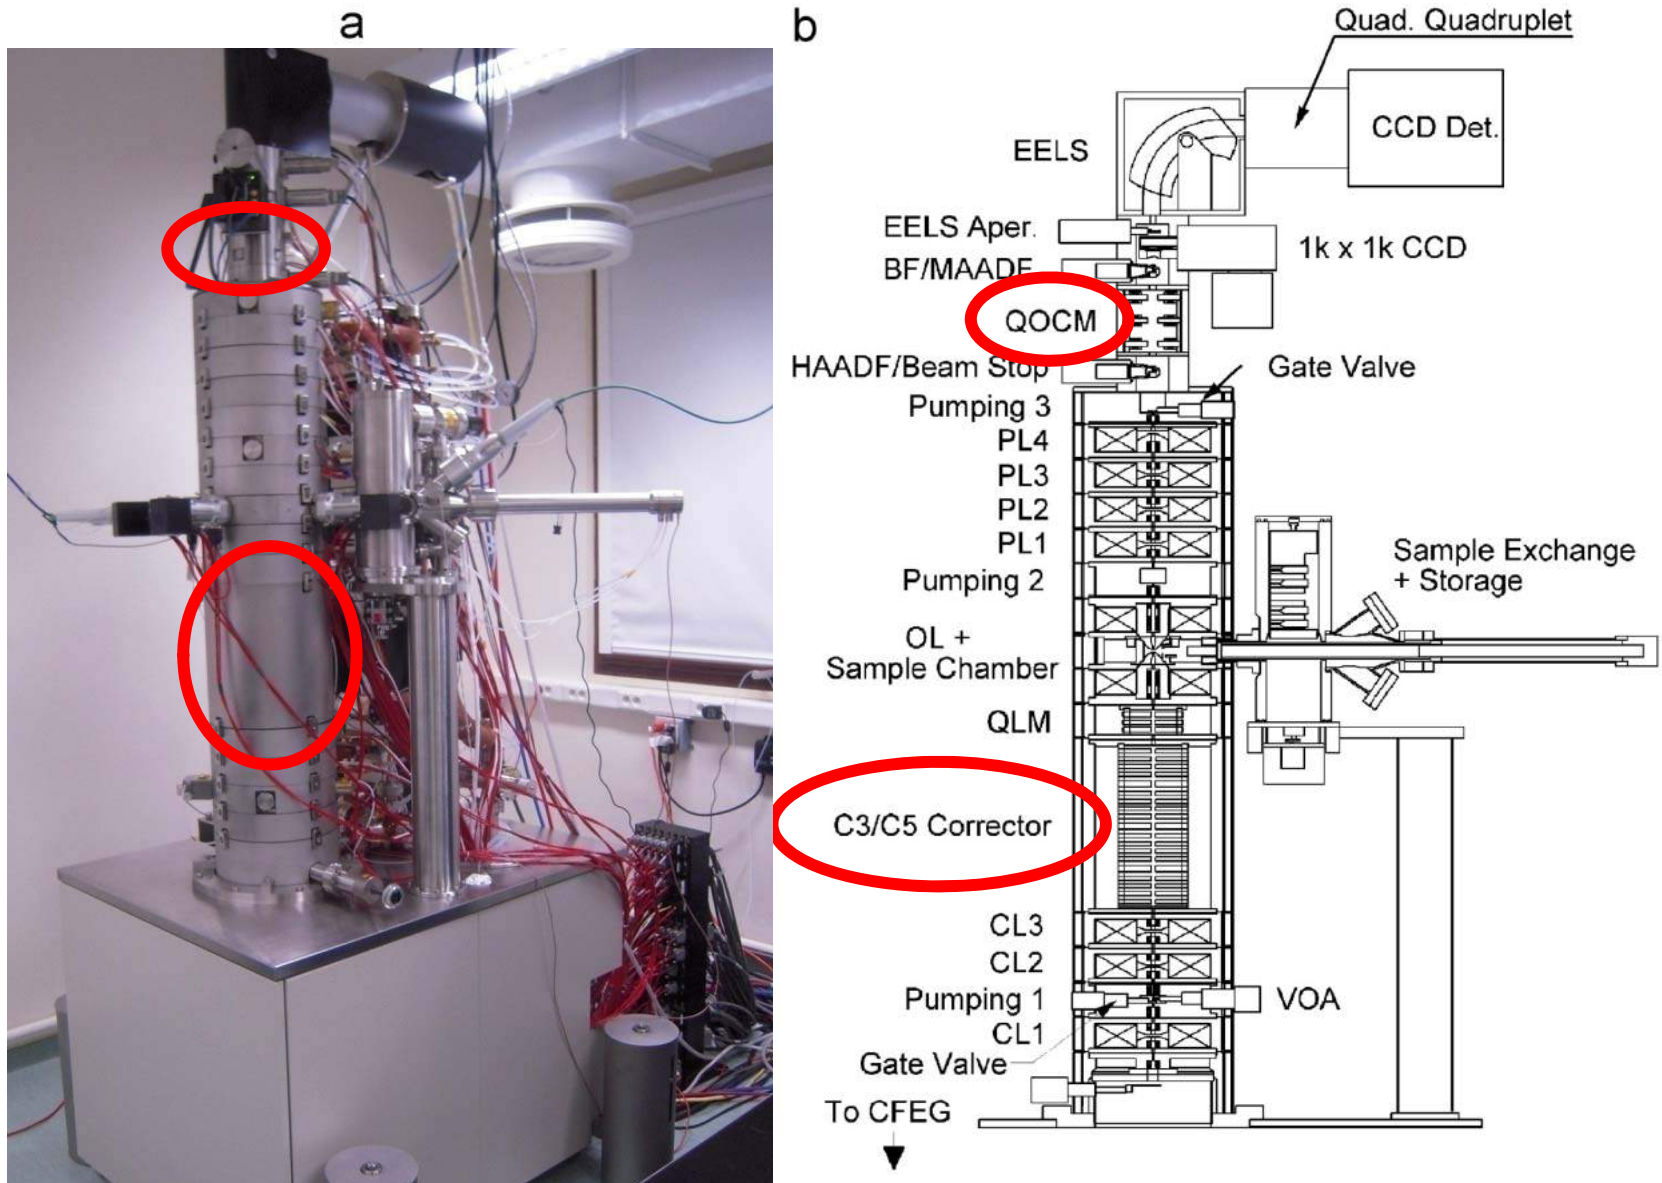 a
b
Quad. Quadruplet
CCD Det.
EELS
EELS Aper.
1k x 1k CCD
BF/MAADF
QOCM
HAADF/Beam Stop
Gate Valve
Pumping 3
PL4
PL3
PL2
PL1
Sample Exchange
+ Storage
Pumping 2
OL +
Sample Chamber
QLM
C3/C5 Corrector
CL3
CL2
Pumping 1
VOA
CL1
Gate Valve
To CFEG